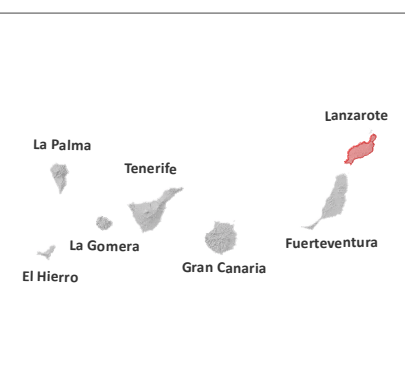 Lanzarote
La Palma
Tenerife
La Gomera
Fuerteventura
Gran Canaria
El Hierro